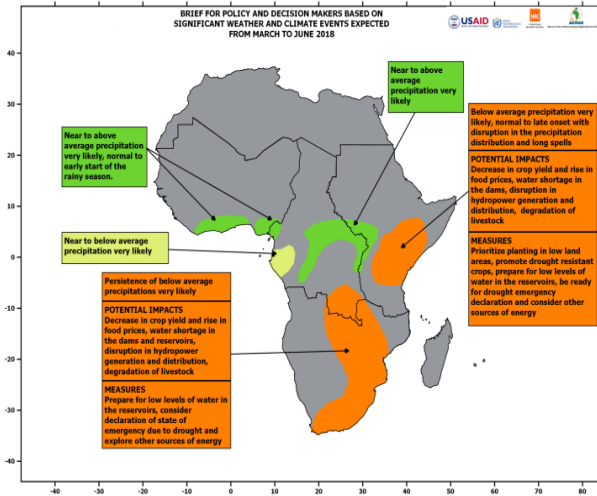 BRIEF FOR POLICY AND DECISION MAKERS BASED ON
SIGNIFICANT WEATHER AND CLIMATE EVENTS EXPECTED
FROM MARCH TO JUNE 2018
USAID
NRC
ACMAD
Near to above
average
precipitation very
likely
Near to above
average precipitation
very likely, normal to
early start of the
rainy season.
Near to below average
precipitation very likely
Below average precipitation very
likely, normal to late onset with
disruption in the precipitation
distribution and long spells
POTENTIAL IMPACTS
Decrease in crop yield and rise in
food prices, water shortage in
the dams, disruption in
hydropower generation and
distribution, degradation of
livestock
MEASURES
Prioritize planting in low land
areas, promote drought resistant
crops, prepare for low levels of
water in the reservoirs, be ready
for drought emergency
declaration and consider other
sources of energy
Persistence of below average
precipitations very likely
POTENTIAL IMPACTS
Decrease in crop yield and rise in
food prices, water shortage in
the dams and reservoirs,
disruption in hydropower
generation and distribution,
degradation of livestock
MEASURES
Prepare for low levels of water in
the reservoirs, consider
declaration of state of
emergency due to drought and
explore other sources of energy
40
30
20
10
0
-10
-20
-30
-40
-40 -30 -20 -10 0 10 20 30 40 50 60 70 80